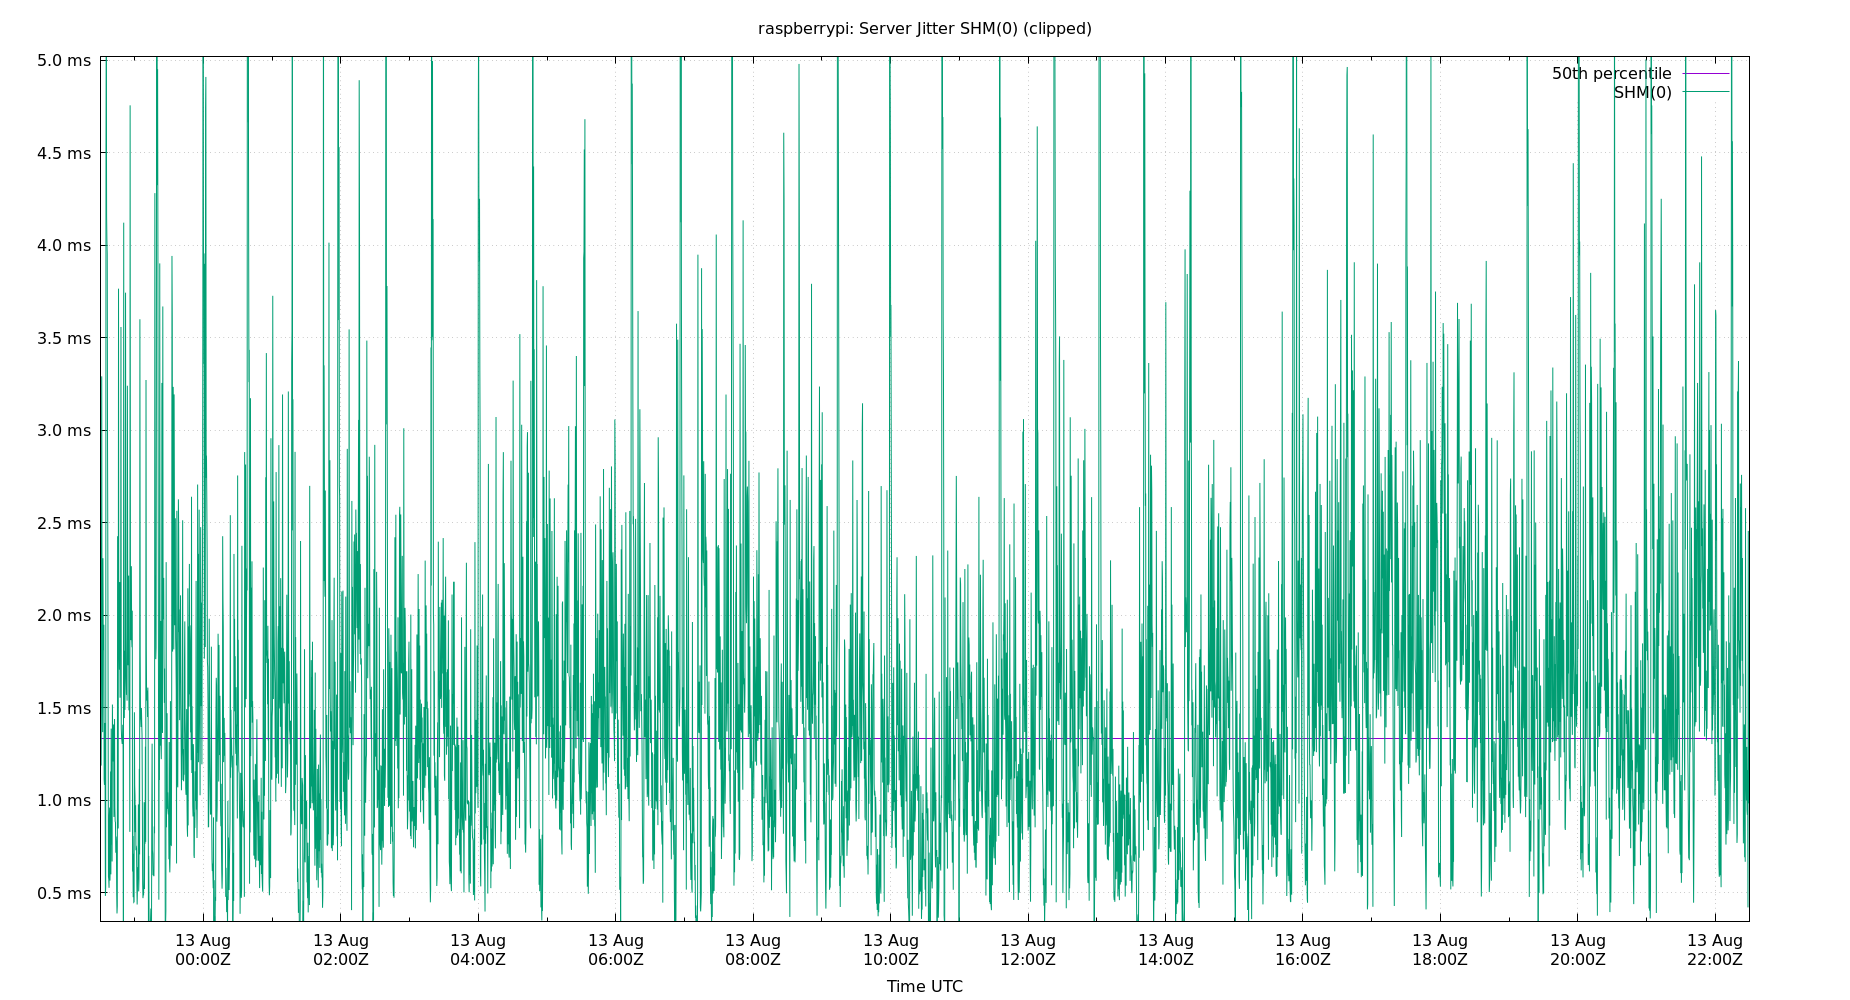 raspberrypi: Server Jitter SHM(0) (clipped)
50th percentile
SHM(0)
5.0 ms
4.5 ms
4.0 ms
3.5 ms
3.0 ms
2.5 ms
2.0 ms
1.5 ms
1.0 ms
0.5 ms
13 Aug 13 Aug 13 Aug 13 Aug 13 Aug 13 Aug 13 Aug 13 Aug 13 Aug 13 Aug 13 Aug 13 Aug
00:00Z 02:00Z 04:00Z 06:00Z 08:00Z 10:00Z 12:00Z 14:00Z 16:00Z 18:00Z 20:00Z 22:00Z
Time UTC